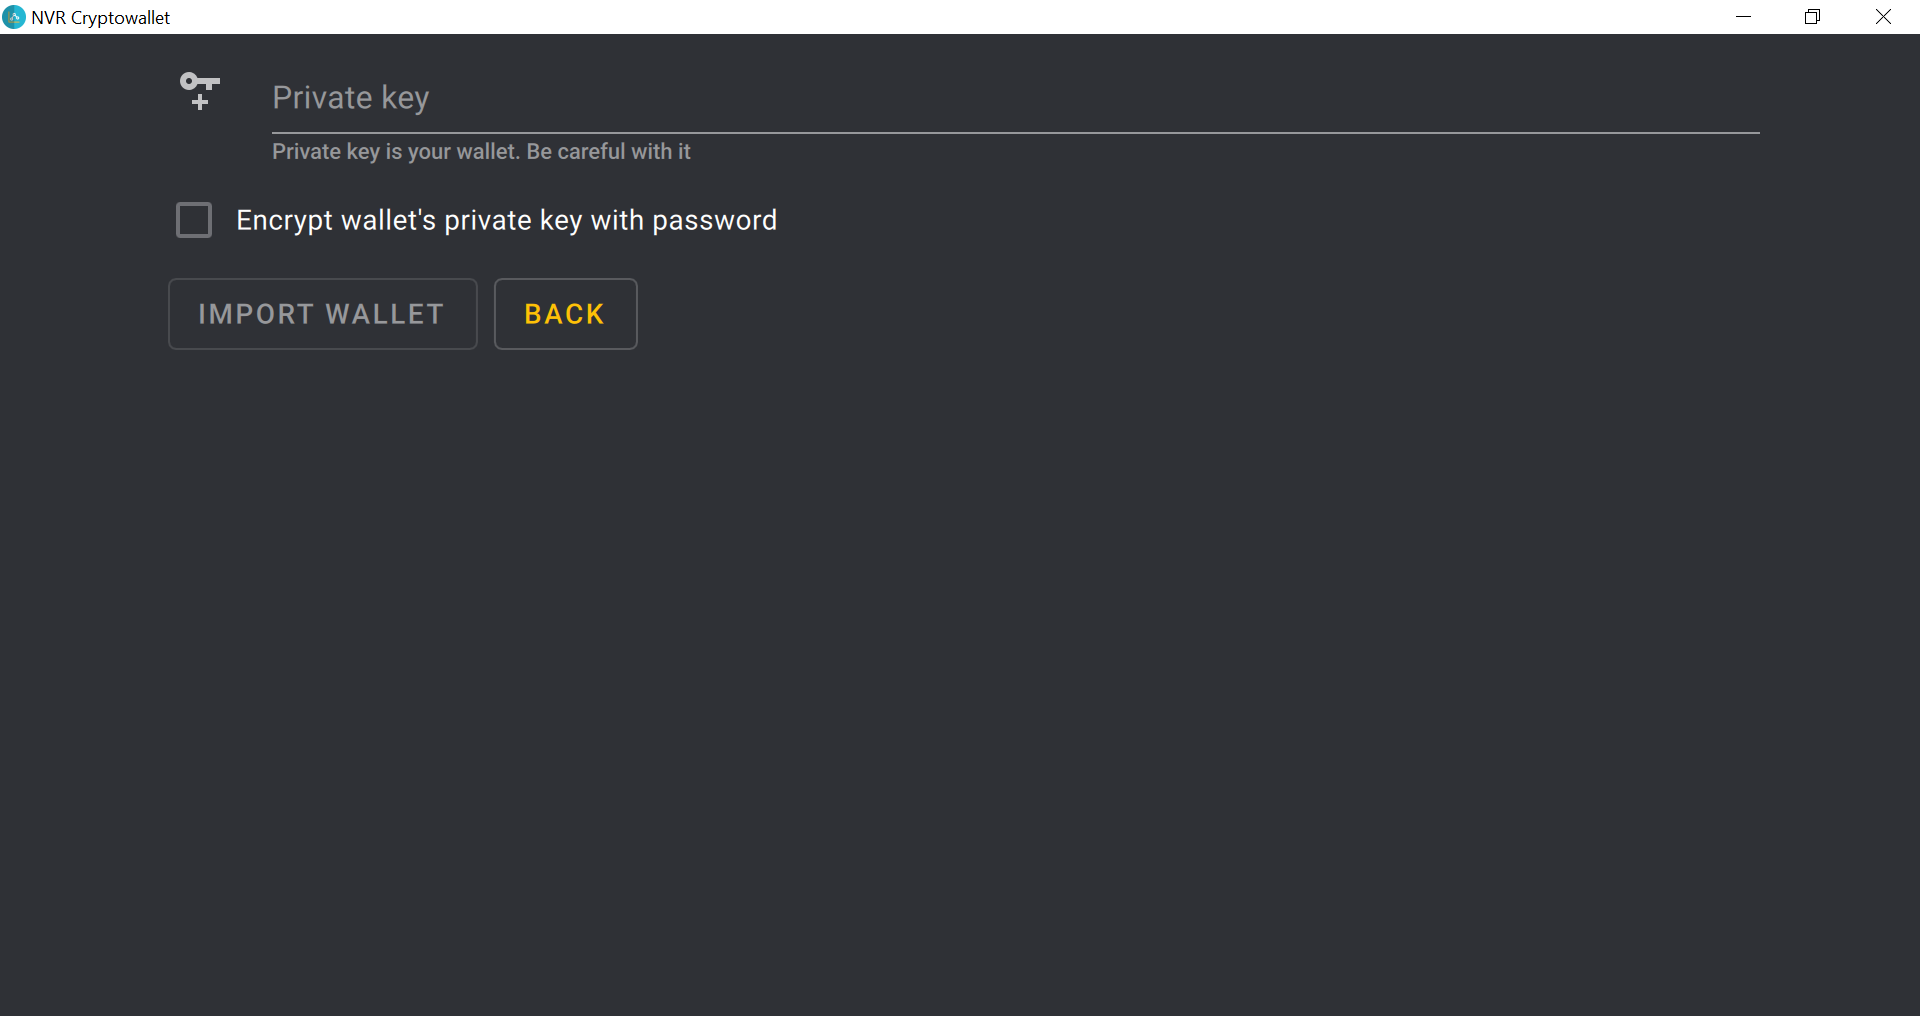 NVR Cryptowallet
Private key
Private key is your wallet. Be careful with it
Encrypt wallet's private key with password
IMPORT WALLET
BACK